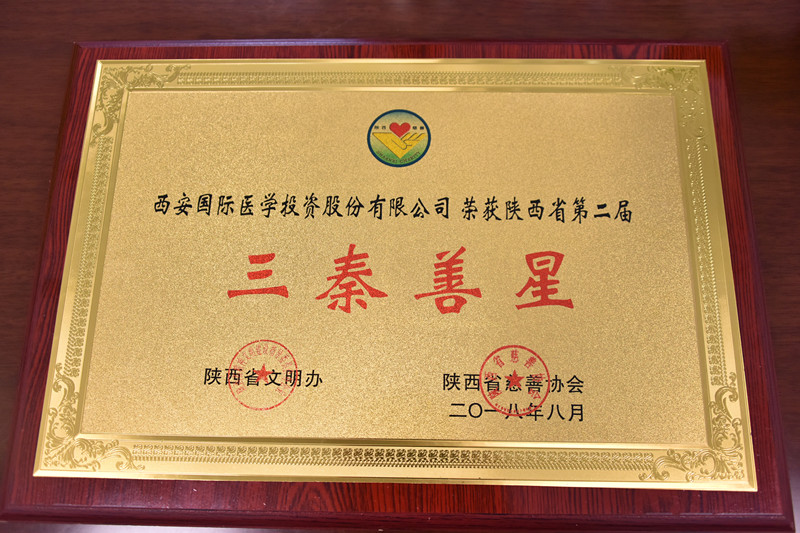 西安国际医学投资股份有限公司 荣获陕西省第二届
三秦善星
陕西省文明办
陕西省慈善协会
二〇一八年八月